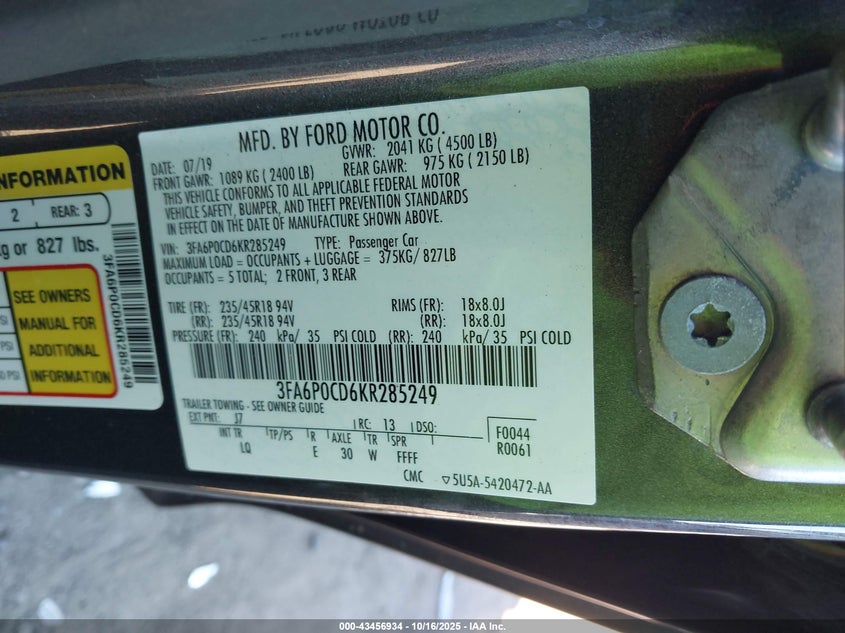 MFD. BY FORD MOTOR CO.
DATE: 07/19 GVWR: 2041 KG ( 4500 LB)
FRONT GAWR: 1089 KG ( 2400 LB) REAR GAWR: 975 KG ( 2150 LB)
THIS VEHICLE CONFORMS TO ALL APPLICABLE FEDERAL MOTOR
VEHICLE SAFETY, BUMPER, AND THEFT PREVENTION STANDARDS
IN EFFECT ON THE DATE OF MANUFACTURE SHOWN ABOVE.
VIN: 3FA6P0CD6KR285249 TYPE: Passenger Car
MAXIMUM LOAD = OCCUPANTS + LUGGAGE = 375KG/ 827LB
OCCUPANTS = 5 TOTAL; 2 FRONT, 3 REAR
TIRE (FR): 235/45R18 94V RIMS (FR): 18x8.0J
(RR): 235/45R18 94V (RR): 18x8.0J
PRESSURE (FR): 240 kPa/ 35 PSI COLD (RR): 240 kPa/ 35 PSI COLD
3FA6P0CD6KR285249
TRAILER TOWING - SEE OWNER GUIDE
EXT PNT: J7 RC: 13 DSO:
INT TR TP/PS R AXLE TR SPR
LQ E 30 W FFFF
F0044
R0061
CMC 5U5A-5420472-AA
NFORMATION
2 REAR: 3
kg or 827 lbs.
SEE OWNERS
MANUAL FOR
ADDITIONAL
INFORMATION
PSI
3FA6P0CD6KR285249
000-43456934 - 10/16/2025 - IAA Inc.